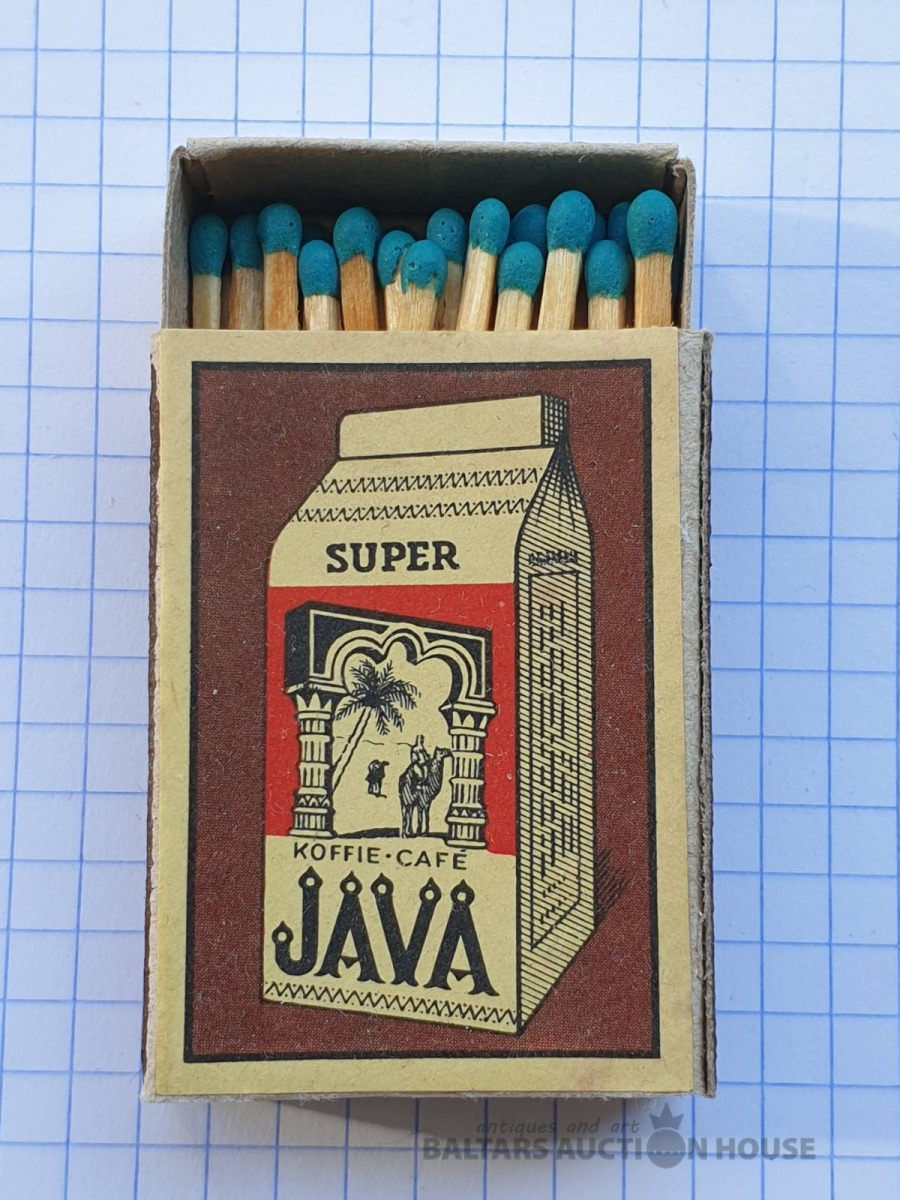 SUPER
KOFFIE·CAFÉ
JAVA
antiques and art
BALTARS AUCTION HOUSE